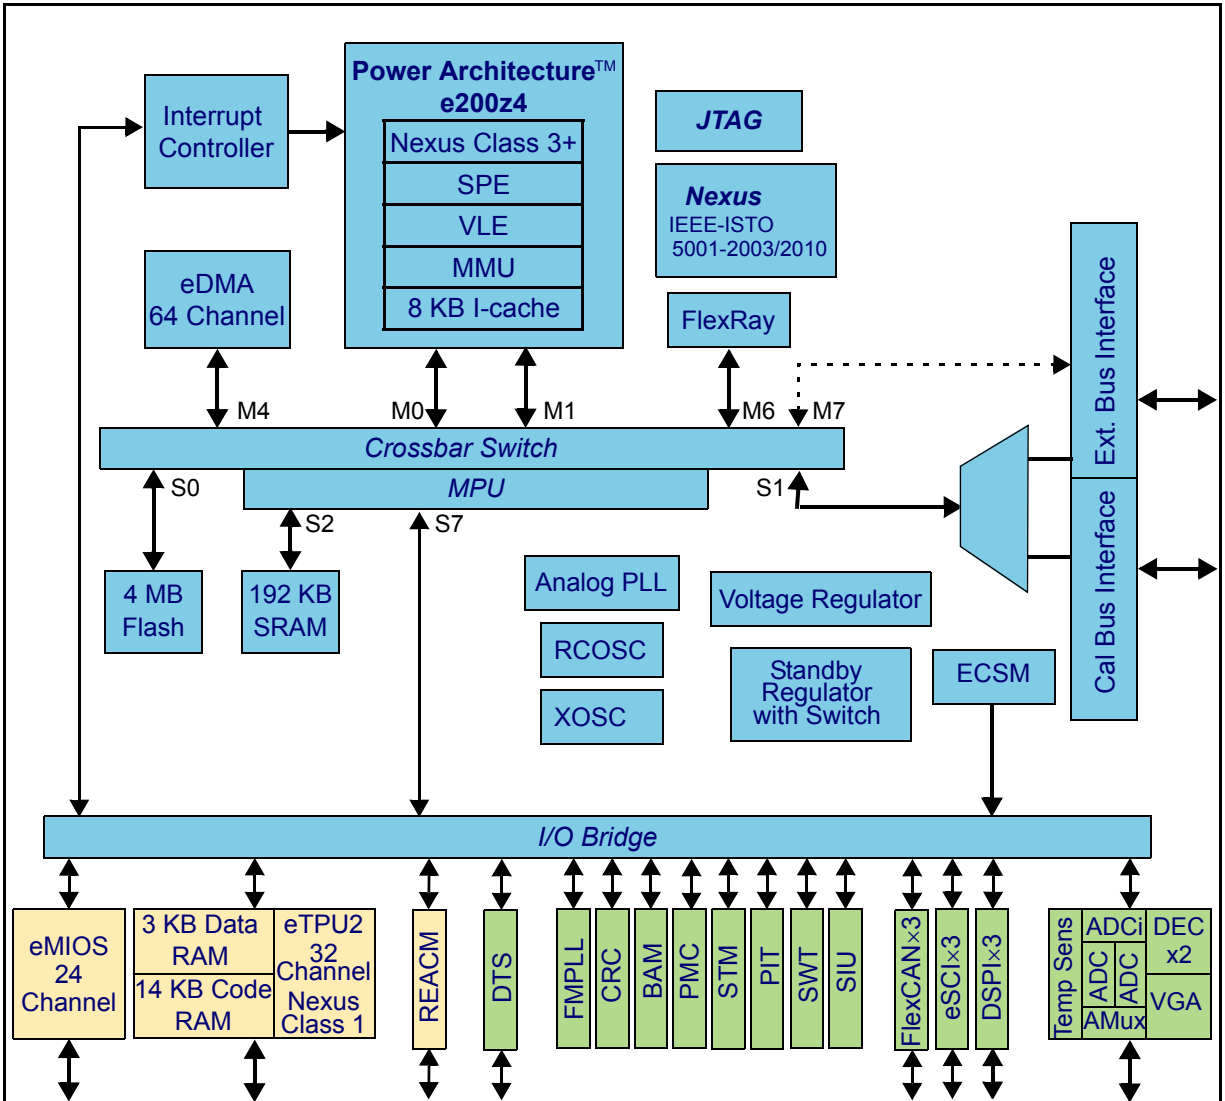 Power Architecture™
e200z4
Nexus Class 3+
SPE
VLE
MMU
8 KB I-cache
Interrupt
Controller
JTAG
Nexus
IEEE-ISTO
5001-2003/2010
eDMA
64 Channel
FlexRay
Ext. Bus Interface
Cal Bus Interface
M4
M0
M1
M6
M7
Crossbar Switch
MPU
S0
S2
S7
S1
4 MB
Flash
192 KB
SRAM
Analog PLL
RCOSC
XOSC
Voltage Regulator
Standby
Regulator
with Switch
ECSM
I/O Bridge
eMIOS
24
Channel
3 KB Data
RAM
14 KB Code
RAM
eTPU2
32
Channel
Nexus
Class 1
REACM
DTS
FMPLL
CRC
BAM
PMC
STM
PIT
SWT
SIU
FlexCAN×3
eSCI×3
DSPI×3
Temp Sens
ADCi
ADC
ADC
AMux
DEC
x2
VGA